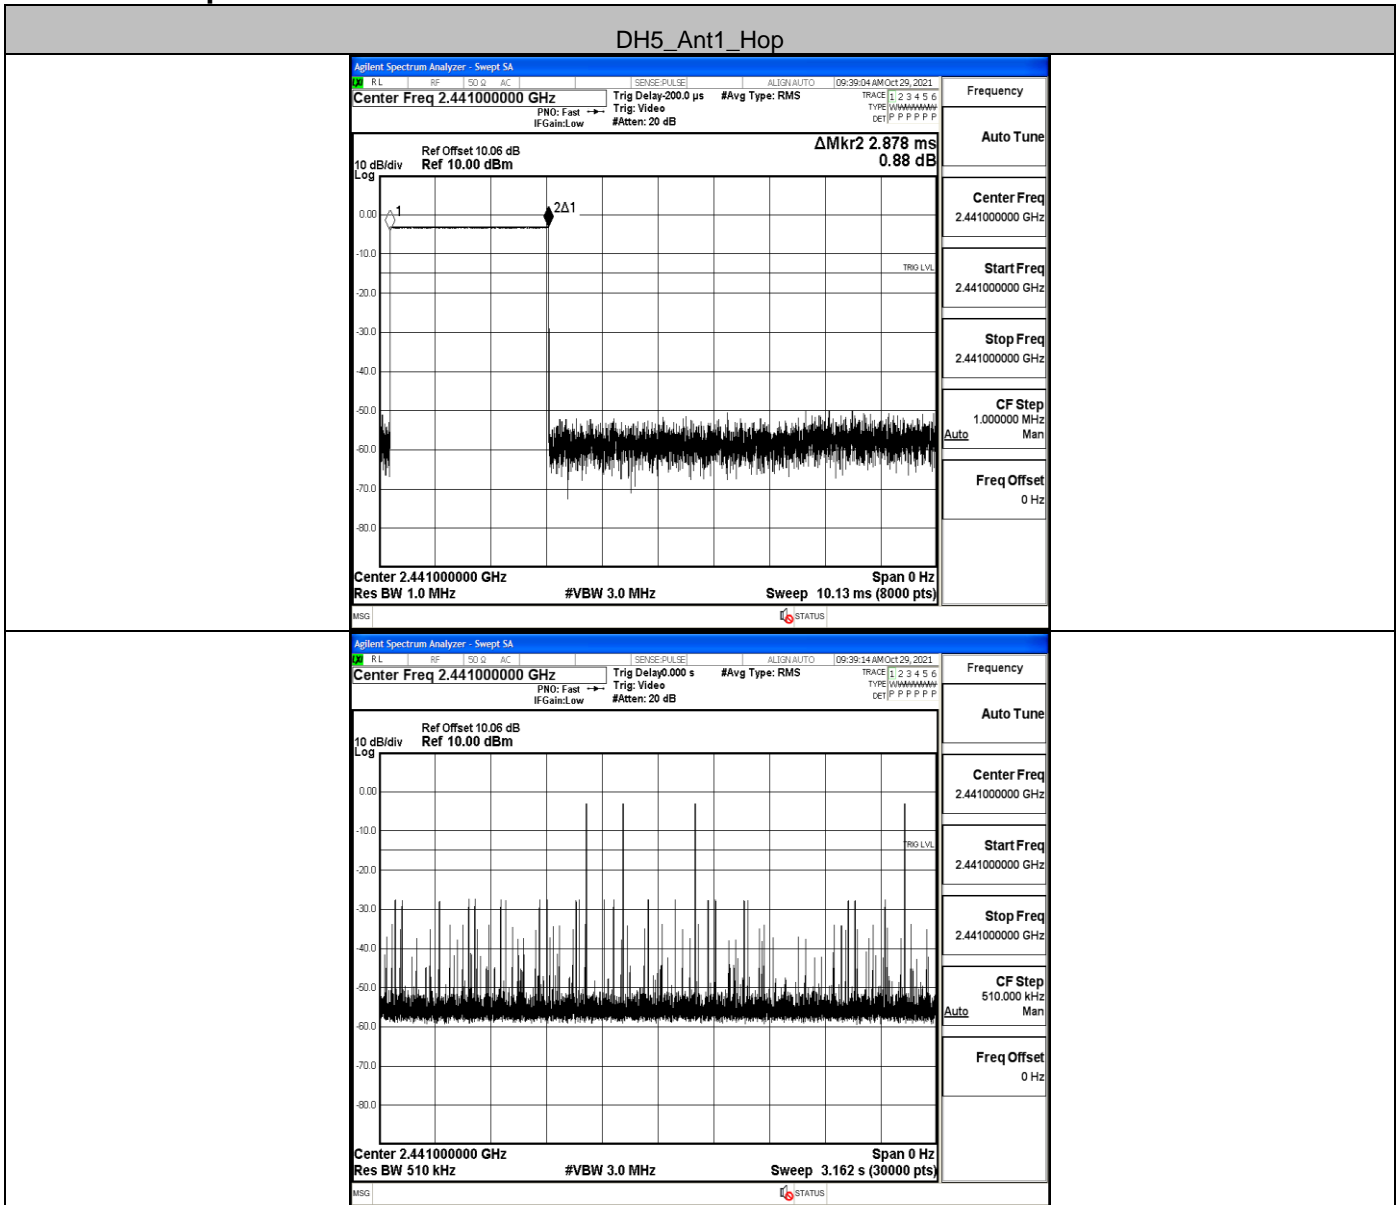 DH5_Ant1_Hop
Agilent Spectrum Analyzer - Swept SA
RL RF 50 Ω AC SENSE:PULSE ALIGN AUTO 09:39:04 AM Oct 29, 2021
Center Freq 2.441000000 GHz Trig Delay-200.0 µs #Avg Type: RMS TRACE 1 2 3 4 5 6
PNO: Fast Trig: Video TYPE
IFGain:Low #Atten: 20 dB DET P P P P P P
ΔMkr2 2.878 ms
0.88 dB
Ref Offset 10.06 dB
10 dB/div Ref 10.00 dBm
Log
0.00
-10.0
-20.0
-30.0
-40.0
-50.0
-60.0
-70.0
-80.0
1
2Δ1
TRIG LVL
Center 2.441000000 GHz Span 0 Hz
Res BW 1.0 MHz #VBW 3.0 MHz Sweep 10.13 ms (8000 pts)
MSG STATUS
Frequency
Auto Tune
Center Freq
2.441000000 GHz
Start Freq
2.441000000 GHz
Stop Freq
2.441000000 GHz
CF Step
1.000000 MHz
Auto Man
Freq Offset
0 Hz
Agilent Spectrum Analyzer - Swept SA
RL RF 50 Ω AC SENSE:PULSE ALIGN AUTO 09:39:14 AM Oct 29, 2021
Center Freq 2.441000000 GHz Trig Delay0.000 s #Avg Type: RMS TRACE 1 2 3 4 5 6
PNO: Fast Trig: Video TYPE
IFGain:Low #Atten: 20 dB DET P P P P P P
Ref Offset 10.06 dB
10 dB/div Ref 10.00 dBm
Log
0.00
-10.0
-20.0
-30.0
-40.0
-50.0
-60.0
-70.0
-80.0
TRIG LVL
Center 2.441000000 GHz Span 0 Hz
Res BW 510 kHz #VBW 3.0 MHz Sweep 3.162 s (30000 pts)
MSG STATUS
Frequency
Auto Tune
Center Freq
2.441000000 GHz
Start Freq
2.441000000 GHz
Stop Freq
2.441000000 GHz
CF Step
510.000 kHz
Auto Man
Freq Offset
0 Hz